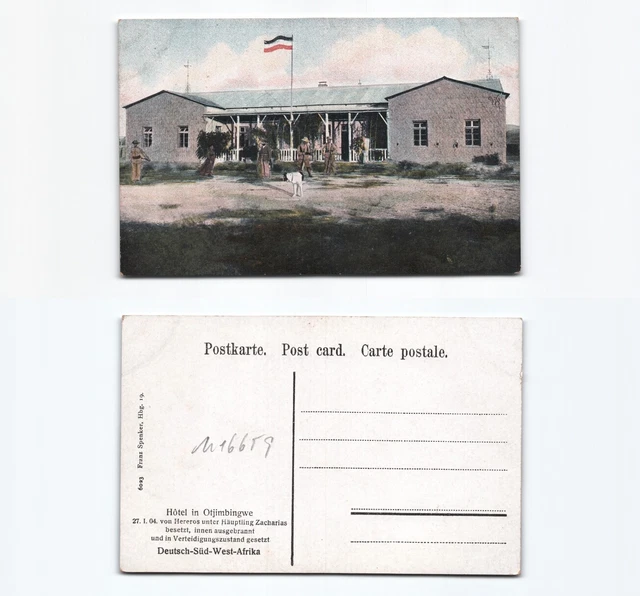 Postkarte. Post card. Carte postale.
6093 Franz Spenker, Hbg. 19.
M16659
Hôtel in Otjimbingwe
27. I. 04. von Hereros unter Häuptling Zacharias
besetzt, innen ausgebrannt
und in Verteidigungszustand gesetzt
Deutsch-Süd-West-Afrika